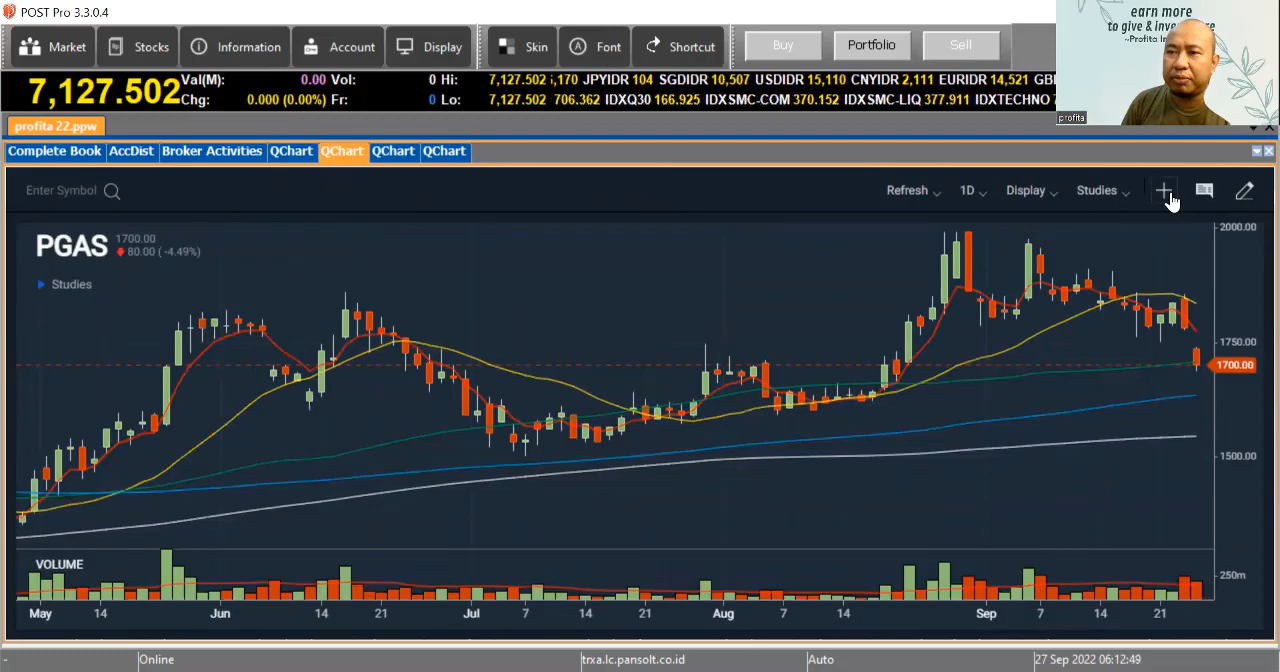 POST Pro 3.3.0.4
earn more
to give & in
~Profita In
profita
Market Stocks Information Account Display Skin Font Shortcut Buy Portfolio Sell
7,127.502
Val(M): 0.00 Vol: 0 Hi: 7,127.502
Chg: 0.000 (0.00%) Fr: 0 Lo: 7,127.502
,170 JPYIDR 104 SGDIDR 10,507 USDIDR 15,110 CNYIDR 2,111 EURIDR 14,521 GB
706.362 IDXQ30 166.925 IDXSMC-COM 370.152 IDXSMC-LIQ 377.911 IDXTECHNO
profita 22.ppw
Complete Book AccDist Broker Activities QChart QChart QChart QChart
Enter Symbol Refresh 1D Display Studies
PGAS 1700.00
80.00 (-4.49%)
Studies
2000.00
1750.00
1700.00
1500.00
VOLUME
250m
May 14 Jun 14 21 Jul 7 14 21 Aug 7 14 Sep 7 14 21
- Online trxa.lc.pansolt.co.id Auto 27 Sep 2022 06:12:49